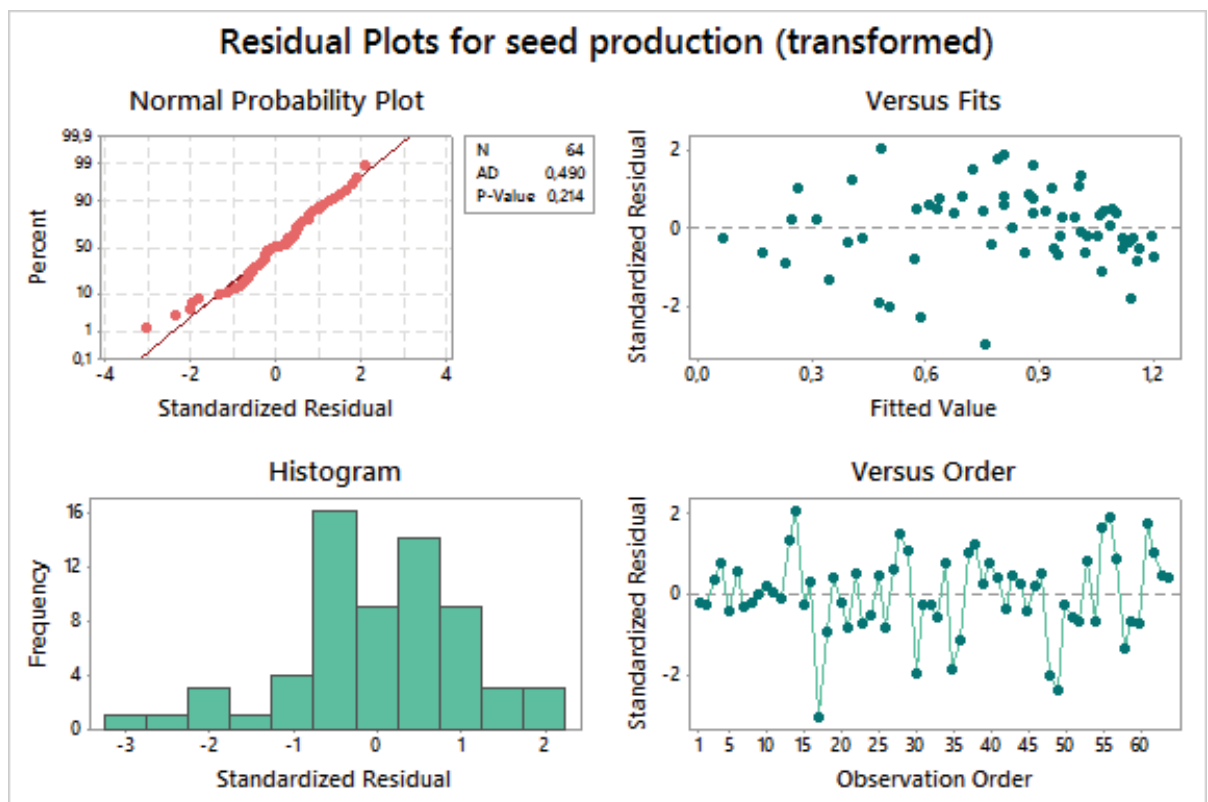 Residual Plots for seed production (transformed)
Normal Probability Plot
99,9
99
90
50
10
1
0,1
Percent
-4 -2 0 2 4
Standardized Residual
N 64
AD 0,490
P-Value 0,214
Versus Fits
2
0
-2
Standardized Residual
0,0 0,3 0,6 0,9 1,2
Fitted Value
Histogram
16
12
8
4
0
Frequency
-3 -2 -1 0 1 2
Standardized Residual
Versus Order
2
0
-2
Standardized Residual
1 5 10 15 20 25 30 35 40 45 50 55 60
Observation Order